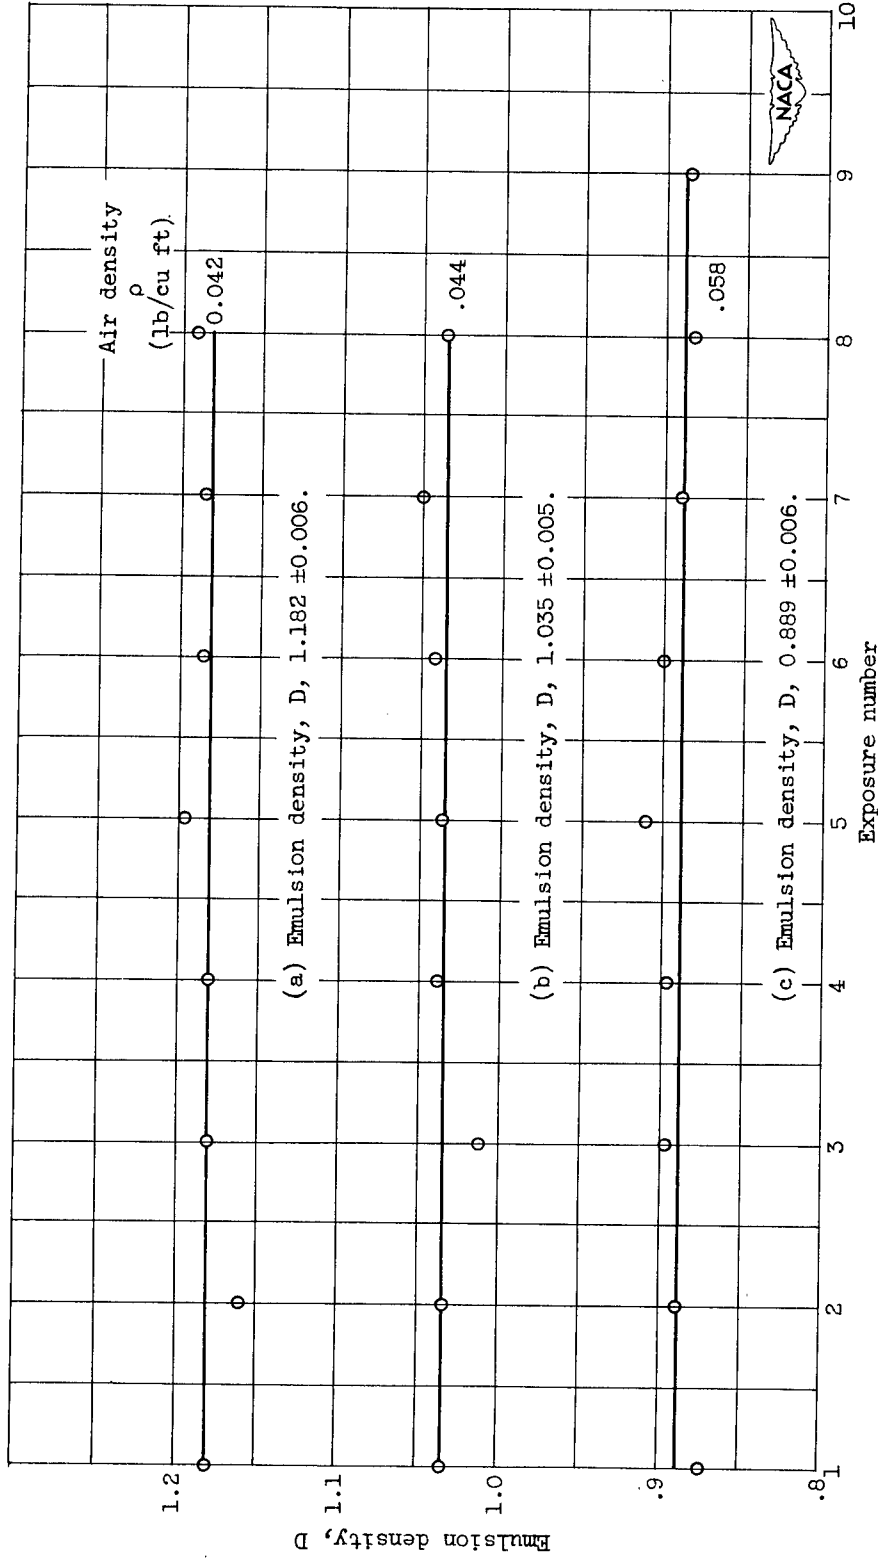 Air density
ρ
(lb/cu ft)
0.042
.044
.058
(a) Emulsion density, D, 1.182 ±0.006.
(b) Emulsion density, D, 1.035 ±0.005.
(c) Emulsion density, D, 0.889 ±0.006.
NACA
Emulsion density, D
1.2
1.1
1.0
.9
.8
1 2 3 4 5 6 7 8 9 10
Exposure number